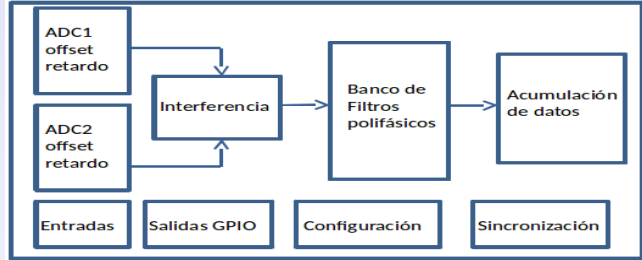 ADC1
offset
retardo
ADC2
offset
retardo
Interferencia
Banco de
Filtros
polifásicos
Acumulación
de datos
Entradas
Salidas GPIO
Configuración
Sincronización